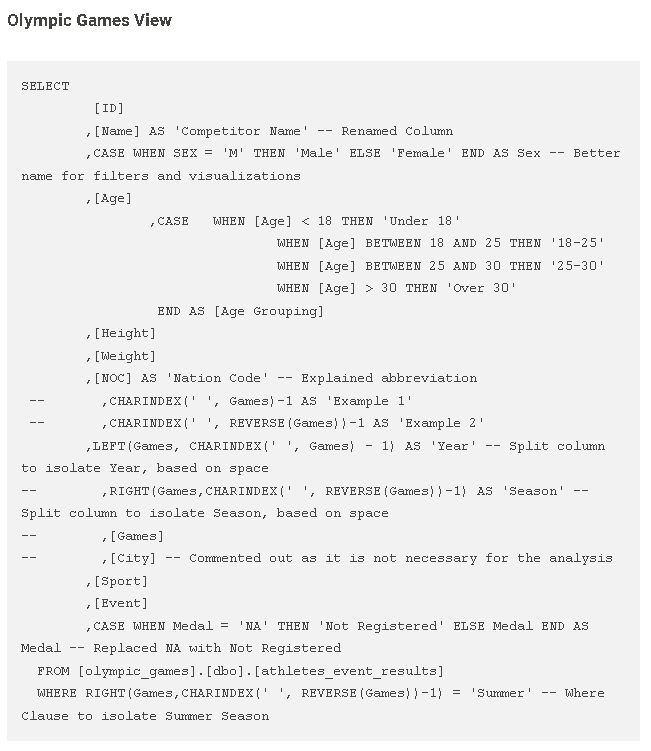 Olympic Games View
SELECT
[ID]
,[Name] AS 'Competitor Name' -- Renamed Column
,CASE WHEN SEX = 'M' THEN 'Male' ELSE 'Female' END AS Sex -- Better
name for filters and visualizations
,[Age]
,CASE WHEN [Age] < 18 THEN 'Under 18'
WHEN [Age] BETWEEN 18 AND 25 THEN '18-25'
WHEN [Age] BETWEEN 25 AND 30 THEN '25-30'
WHEN [Age] > 30 THEN 'Over 30'
END AS [Age Grouping]
,[Height]
,[Weight]
,[NOC] AS 'Nation Code' -- Explained abbreviation
-- ,CHARINDEX(' ', Games)-1 AS 'Example 1'
-- ,CHARINDEX(' ', REVERSE(Games))-1 AS 'Example 2'
,LEFT(Games, CHARINDEX(' ', Games) - 1) AS 'Year' -- Split column
to isolate Year, based on space
-- ,RIGHT(Games,CHARINDEX(' ', REVERSE(Games))-1) AS 'Season' --
Split column to isolate Season, based on space
-- ,[Games]
-- ,[City] -- Commented out as it is not necessary for the analysis
,[Sport]
,[Event]
,CASE WHEN Medal = 'NA' THEN 'Not Registered' ELSE Medal END AS
Medal -- Replaced NA with Not Registered
FROM [olympic_games].[dbo].[athletes_event_results]
WHERE RIGHT(Games,CHARINDEX(' ', REVERSE(Games))-1) = 'Summer' -- Where
Clause to isolate Summer Season